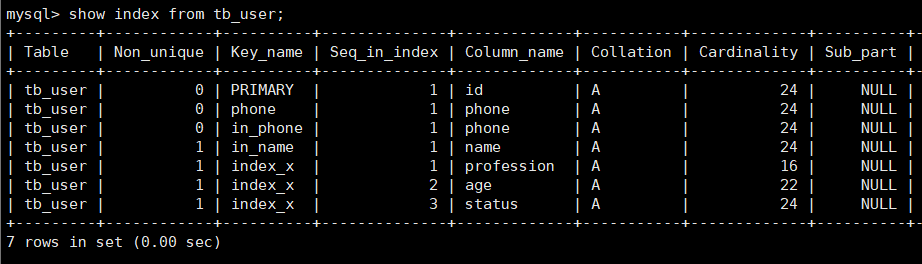 mysql> show index from tb_user;
+---------+------------+----------+--------------+-------------+-----------+-------------+----------+
| Table   | Non_unique | Key_name | Seq_in_index | Column_name | Collation | Cardinality | Sub_part |
+---------+------------+----------+--------------+-------------+-----------+-------------+----------+
| tb_user |          0 | PRIMARY  |            1 | id          | A         |          24 |     NULL |
| tb_user |          0 | phone    |            1 | phone       | A         |          24 |     NULL |
| tb_user |          0 | in_phone |            1 | phone       | A         |          24 |     NULL |
| tb_user |          1 | in_name  |            1 | name        | A         |          24 |     NULL |
| tb_user |          1 | index_x  |            1 | profession  | A         |          16 |     NULL |
| tb_user |          1 | index_x  |            2 | age         | A         |          22 |     NULL |
| tb_user |          1 | index_x  |            3 | status      | A         |          24 |     NULL |
+---------+------------+----------+--------------+-------------+-----------+-------------+----------+
7 rows in set (0.00 sec)